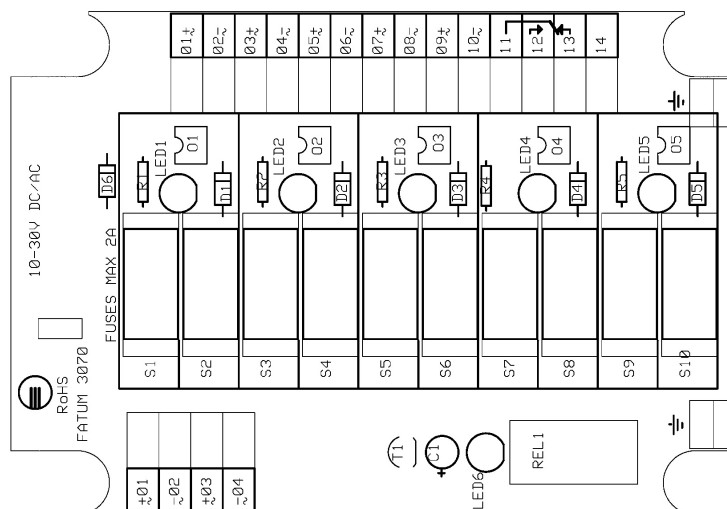 01≂ 02≂ 03≂ 04≂ 05≂ 06≂ 07≂ 08≂ 09≂ 10≂ 11 12 13 14
O1 O2 O3 O4 O5
LED1 LED2 LED3 LED4 LED5
D6 R1 D1 R2 D2 R3 D3 R4 D4 R5 D5
10-30V DC/AC
FUSES MAX 2A
S1 S2 S3 S4 S5 S6 S7 S8 S9 S10
RoHS
FATUM 3070
T1 C1 + LED6 REL1
±01 ~02 ±03 ~04